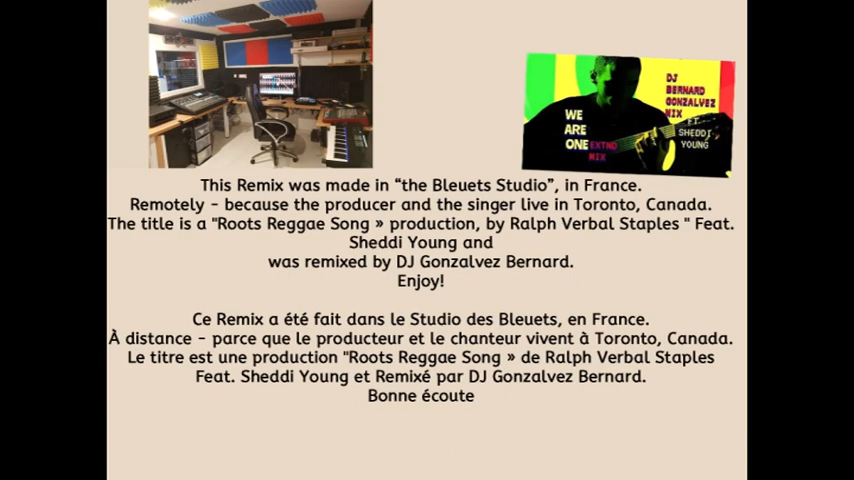 WE
ARE
ONE EXTND
MIX
DJ
BERNARD
GONZALVEZ
MIX
FT.
SHEDDI
YOUNG
This Remix was made in “the Bleuets Studio”, in France.
Remotely - because the producer and the singer live in Toronto, Canada.
The title is a "Roots Reggae Song » production, by Ralph Verbal Staples " Feat.
Sheddi Young and
was remixed by DJ Gonzalvez Bernard.
Enjoy!
Ce Remix a été fait dans le Studio des Bleuets, en France.
À distance - parce que le producteur et le chanteur vivent à Toronto, Canada.
Le titre est une production "Roots Reggae Song » de Ralph Verbal Staples
Feat. Sheddi Young et Remixé par DJ Gonzalvez Bernard.
Bonne écoute